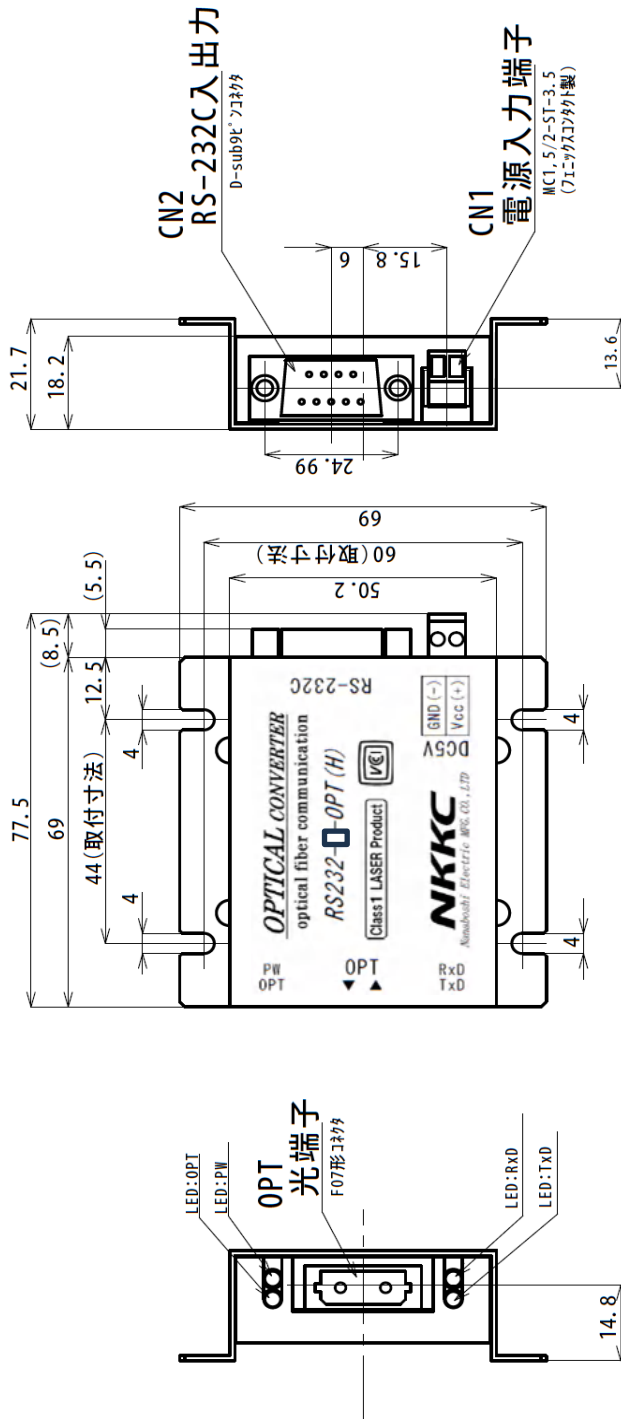 CN2
RS-232C入出力
D-sub9ピンコネクタ
CN1
電源入力端子
MC1,5/2-ST-3.5
(フェニックスコンタクト製)
21.7
18.2
6
15.8
24.99
13.6
77.5
69
(8.5)
(5.5)
12.5
44(取付寸法)
4
4
4
4
69
60(取付寸法)
50.2
RS-232C
OPTICAL CONVERTER
optical fiber communication
RS232-□-OPT(H)
Class1 LASER Product
VCI
GND(-)
Vcc(+)
DC5V
NKKC
Nanaboshi Electric MFG.CO.,LTD
PW
OPT
OPT
▼
▲
RxD
TxD
OPT
光端子
F07形コネクタ
LED:OPT
LED:PW
LED:RxD
LED:TxD
14.8